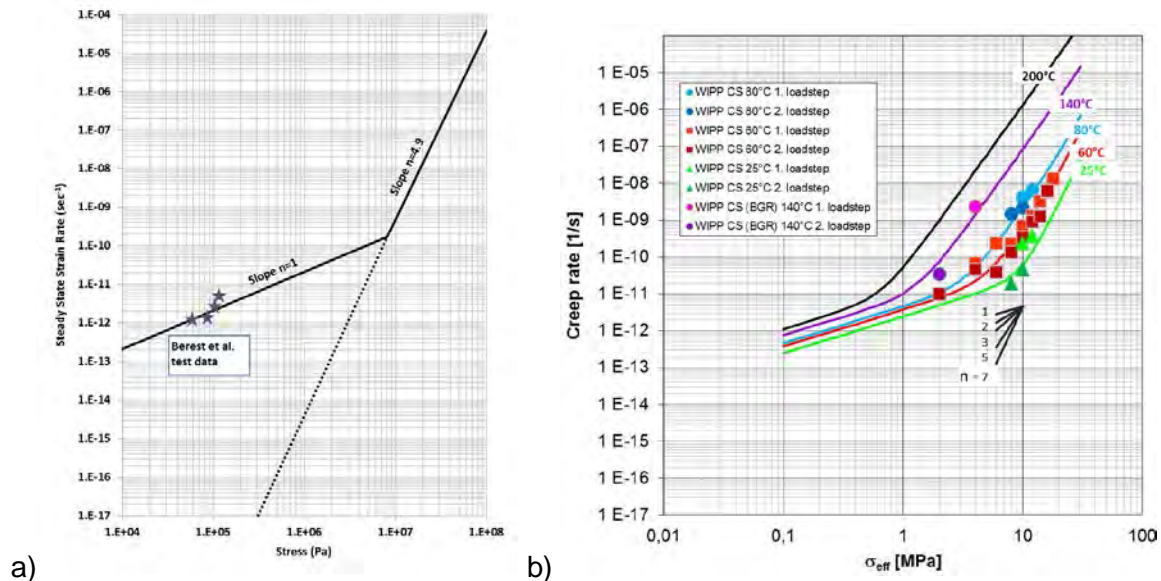 1.E-04
1.E-05
1.E-06
1.E-07
1.E-08
1.E-09
1.E-10
1.E-11
1.E-12
1.E-13
1.E-14
1.E-15
1.E-16
1.E-17
Steady State Strain Rate (sec⁻¹)
Slope n=4.9
Slope n=1
Berest et al.
test data
1.E+04
1.E+05
1.E+06
1.E+07
1.E+08
Stress (Pa)
a)
1 E-05
1 E-06
1 E-07
1 E-08
1 E-09
1 E-10
1 E-11
1 E-12
1 E-13
1 E-14
1 E-15
1 E-16
1 E-17
Creep rate [1/s]
WIPP CS 80°C 1. loadstep
WIPP CS 80°C 2. loadstep
WIPP CS 60°C 1. loadstep
WIPP CS 60°C 2. loadstep
WIPP CS 25°C 1. loadstep
WIPP CS 25°C 2. loadstep
WIPP CS (BGR) 140°C 1. loadstep
WIPP CS (BGR) 140°C 2. loadstep
200°C
140°C
80°C
60°C
25°C
1
2
3
5
n = 7
0,01
0,1
1
10
100
σeff [MPa]
b)